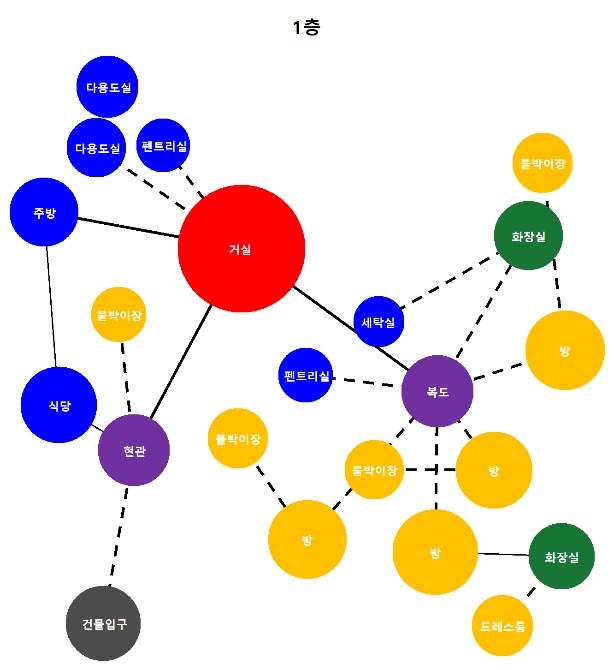 1층
다용도실
다용도실
펜트리실
붙박이장
주방
화장실
거실
붙박이장
세탁실
방
펜트리실
복도
식당
현관
붙박이장
붙박이장
방
방
방
화장실
건물입구
드레스룸